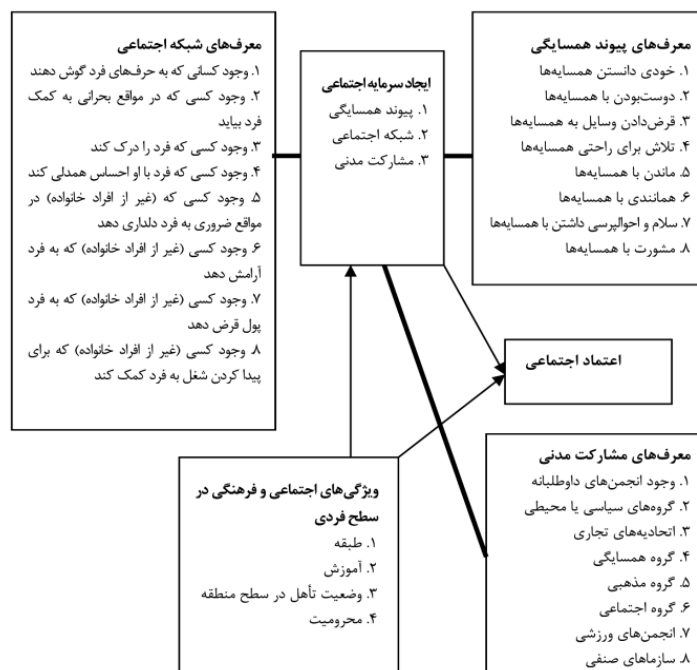 معرف‌های شبکه اجتماعی
۱. وجود کسانی که به حرف‌های فرد گوش دهند
۲. وجود کسی که در مواقع بحرانی به کمک
فرد بیاید
۳. وجود کسی که فرد را درک کند
۴. وجود کسی که فرد با او احساس همدلی کند
۵. وجود کسی که (غیر از افراد خانواده) در
مواقع ضروری به فرد دلداری دهد
۶. وجود کسی (غیر از افراد خانواده) که به فرد
آرامش دهد
۷. وجود کسی (غیر از افراد خانواده) که به فرد
پول قرض دهد
۸. وجود کسی (غیر از افراد خانواده) که برای
پیدا کردن شغل به فرد کمک کند
ایجاد سرمایه اجتماعی
۱. پیوند همسایگی
۲. شبکه اجتماعی
۳. مشارکت مدنی
معرف‌های پیوند همسایگی
۱. خودی دانستن همسایه‌ها
۲. دوست‌بودن با همسایه‌ها
۳. قرض‌دادن وسایل به همسایه‌ها
۴. تلاش برای راحتی همسایه‌ها
۵. ماندن با همسایه‌ها
۶. همانندی با همسایه‌ها
۷. سلام و احوالپرسی داشتن با همسایه‌ها
۸. مشورت با همسایه‌ها
اعتماد اجتماعی
ویژگی‌های اجتماعی و فرهنگی در
سطح فردی
۱. طبقه
۲. آموزش
۳. وضعیت تأهل در سطح منطقه
۴. محرومیت
معرف‌های مشارکت مدنی
۱. وجود انجمن‌های داوطلبانه
۲. گروه‌های سیاسی یا محیطی
۳. اتحادیه‌های تجاری
۴. گروه همسایگی
۵. گروه مذهبی
۶. گروه اجتماعی
۷. انجمن‌های ورزشی
۸. سازماهای صنفی